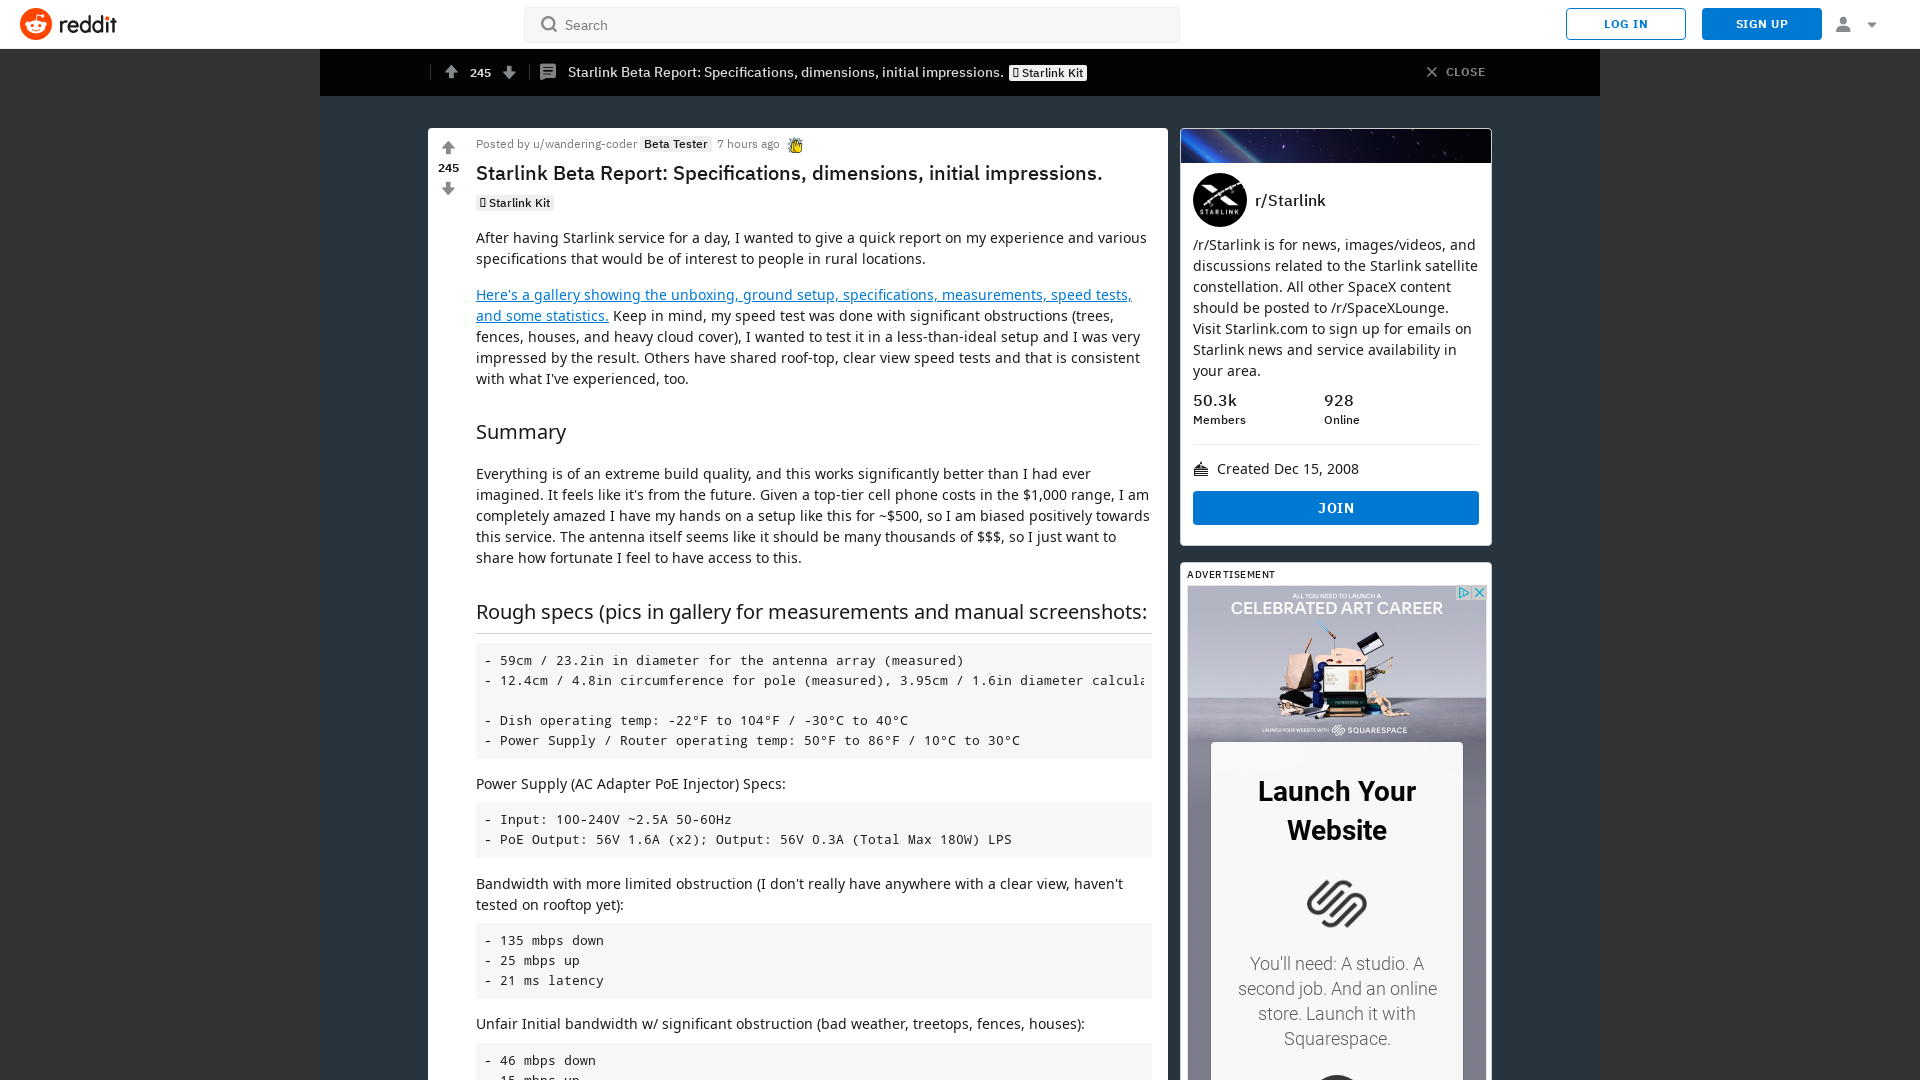 reddit
Search
LOG IN
SIGN UP
245
Starlink Beta Report: Specifications, dimensions, initial impressions.
Starlink Kit
CLOSE
245
Posted by u/wandering-coder Beta Tester 7 hours ago
Starlink Beta Report: Specifications, dimensions, initial impressions.
Starlink Kit
After having Starlink service for a day, I wanted to give a quick report on my experience and various
specifications that would be of interest to people in rural locations.
Here's a gallery showing the unboxing, ground setup, specifications, measurements, speed tests,
and some statistics. Keep in mind, my speed test was done with significant obstructions (trees,
fences, houses, and heavy cloud cover), I wanted to test it in a less-than-ideal setup and I was very
impressed by the result. Others have shared roof-top, clear view speed tests and that is consistent
with what I've experienced, too.
Summary
Everything is of an extreme build quality, and this works significantly better than I had ever
imagined. It feels like it's from the future. Given a top-tier cell phone costs in the $1,000 range, I am
completely amazed I have my hands on a setup like this for ~$500, so I am biased positively towards
this service. The antenna itself seems like it should be many thousands of $$$, so I just want to
share how fortunate I feel to have access to this.
Rough specs (pics in gallery for measurements and manual screenshots:
- 59cm / 23.2in in diameter for the antenna array (measured)
- 12.4cm / 4.8in circumference for pole (measured), 3.95cm / 1.6in diameter calcula
- Dish operating temp: -22°F to 104°F / -30°C to 40°C
- Power Supply / Router operating temp: 50°F to 86°F / 10°C to 30°C
Power Supply (AC Adapter PoE Injector) Specs:
- Input: 100-240V ~2.5A 50-60Hz
- PoE Output: 56V 1.6A (x2); Output: 56V 0.3A (Total Max 180W) LPS
Bandwidth with more limited obstruction (I don't really have anywhere with a clear view, haven't
tested on rooftop yet):
- 135 mbps down
- 25 mbps up
- 21 ms latency
Unfair Initial bandwidth w/ significant obstruction (bad weather, treetops, fences, houses):
- 46 mbps down
- 15 mbps up
STARLINK
r/Starlink
/r/Starlink is for news, images/videos, and
discussions related to the Starlink satellite
constellation. All other SpaceX content
should be posted to /r/SpaceXLounge.
Visit Starlink.com to sign up for emails on
Starlink news and service availability in
your area.
50.3k
Members
928
Online
Created Dec 15, 2008
JOIN
ADVERTISEMENT
ALL YOU NEED TO LAUNCH A
CELEBRATED ART CAREER
LAUNCH YOUR WEBSITE WITH SQUARESPACE
Launch Your
Website
You'll need: A studio. A
second job. And an online
store. Launch it with
Squarespace.